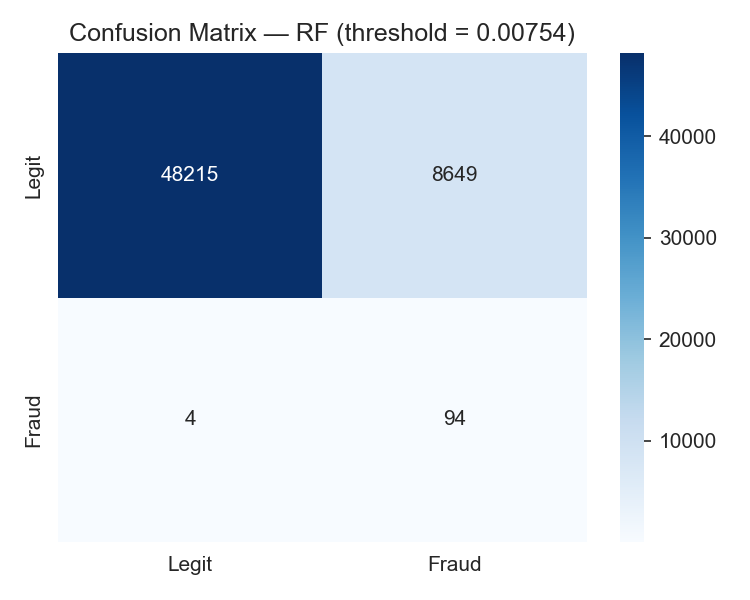 Confusion Matrix — RF (threshold = 0.00754)
Legit
48215
8649
40000
30000
20000
Fraud
4
94
10000
Legit
Fraud